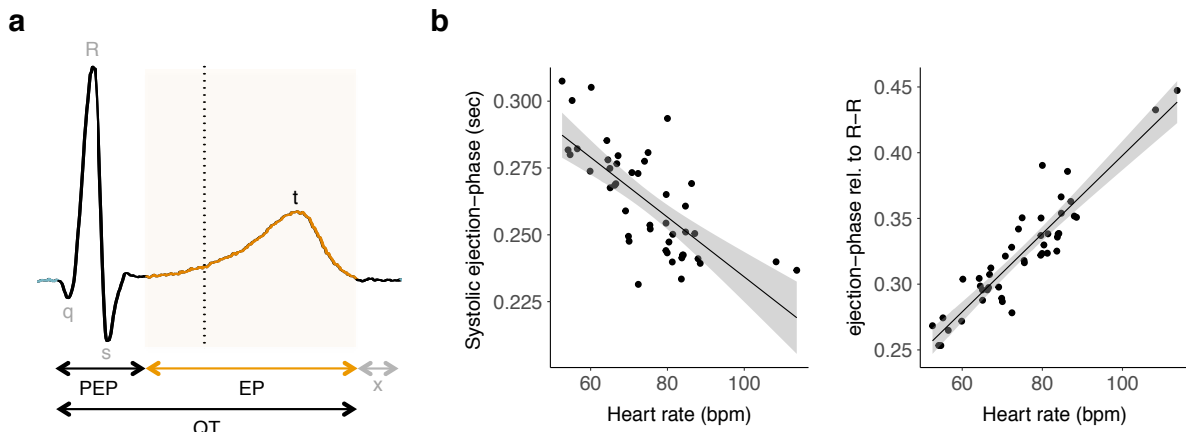 a
R
t
q
s
PEP
EP
x
QT
b
Systolic ejection−phase (sec)
0.300
0.275
0.250
0.225
60
80
100
Heart rate (bpm)
ejection−phase rel. to R−R
0.45
0.40
0.35
0.30
0.25
60
80
100
Heart rate (bpm)